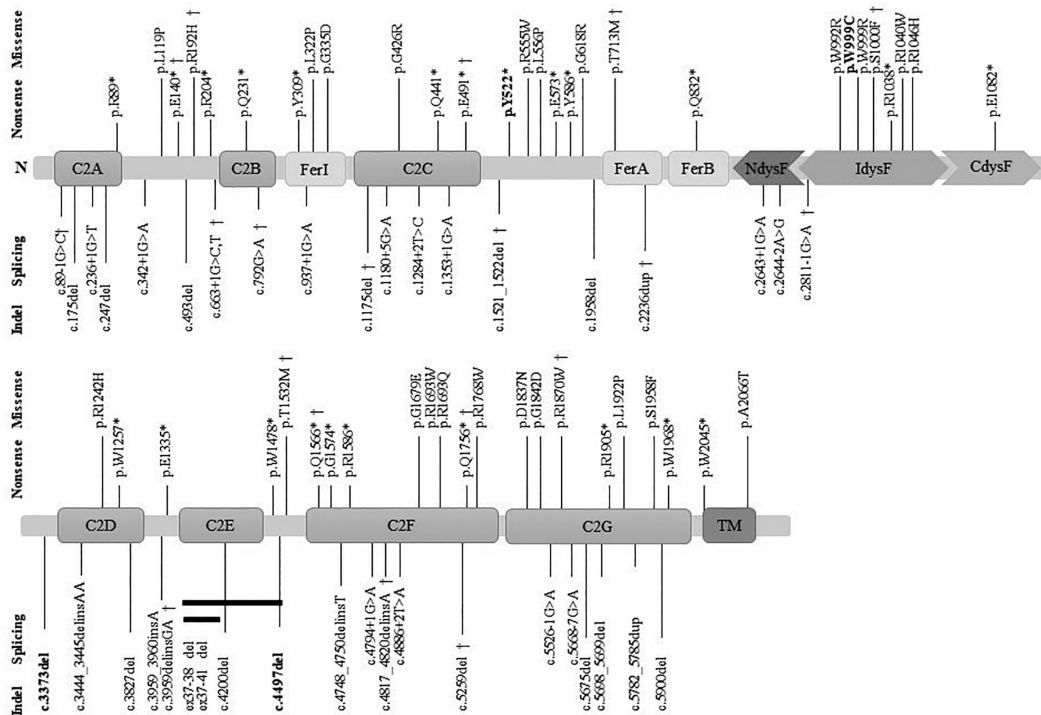 Missense
Nonsense
p.R89*
p.L119P
p.E140* †
p.R192H †
p.R204*
p.Q231*
p.Y309*
p.L322P
p.G335D
p.G426R
p.Q441*
p.E491* †
p.Y522*
p.R555W
p.L556P
p.E573*
p.Y586*
p.G618R
p.T713M †
p.Q832*
p.W992R
p.W999C
p.W999R
p.S1000F †
p.R1038*
p.R1040W
p.R1046H
p.E1082*
N
C2A
C2B
FerI
C2C
FerA
FerB
NdysF
IdysF
CdysF
Splicing
Indel
c.89-1G>C†
c.175del
c.236+1G>T
c.247del
c.342+1G>A
c.493del
c.663+1G>C,T †
c.792G>A †
c.937+1G>A
c.1175del †
c.1180+5G>A
c.1284+2T>C
c.1353+1G>A
c.1521_1522del †
c.1958del
c.2236dup †
c.2643+1G>A
c.2644-2A>G
c.2811-1G>A †
Missense
Nonsense
p.R1242H
p.W1257*
p.E1335*
p.W1478*
p.T1532M †
p.Q1566* †
p.G1574*
p.R1586*
p.G1679E
p.R1693W
p.R1693Q
p.Q1756* †
p.R1768W
p.D1837N
p.G1842D
p.R1870W †
p.R1905*
p.L1922P
p.S1958F
p.W1968*
p.W2045*
p.A2066T
C2D
C2E
C2F
C2G
TM
Splicing
Indel
c.3373del
c.3444_3445delinsAA
c.3827del
c.3959_3960insA
c.3959delinsGA †
ex37-38 del
ex37-41 del
c.4200del
c.4497del
c.4748_4750delinsT
c.4794+1G>A
c.4817_4820delinsA †
c.4886+2T>A
c.5259del †
c.5526-1G>A
c.5668-7G>A
c.5675del
c.5698_5699del
c.5782_5785dup
c.5900del